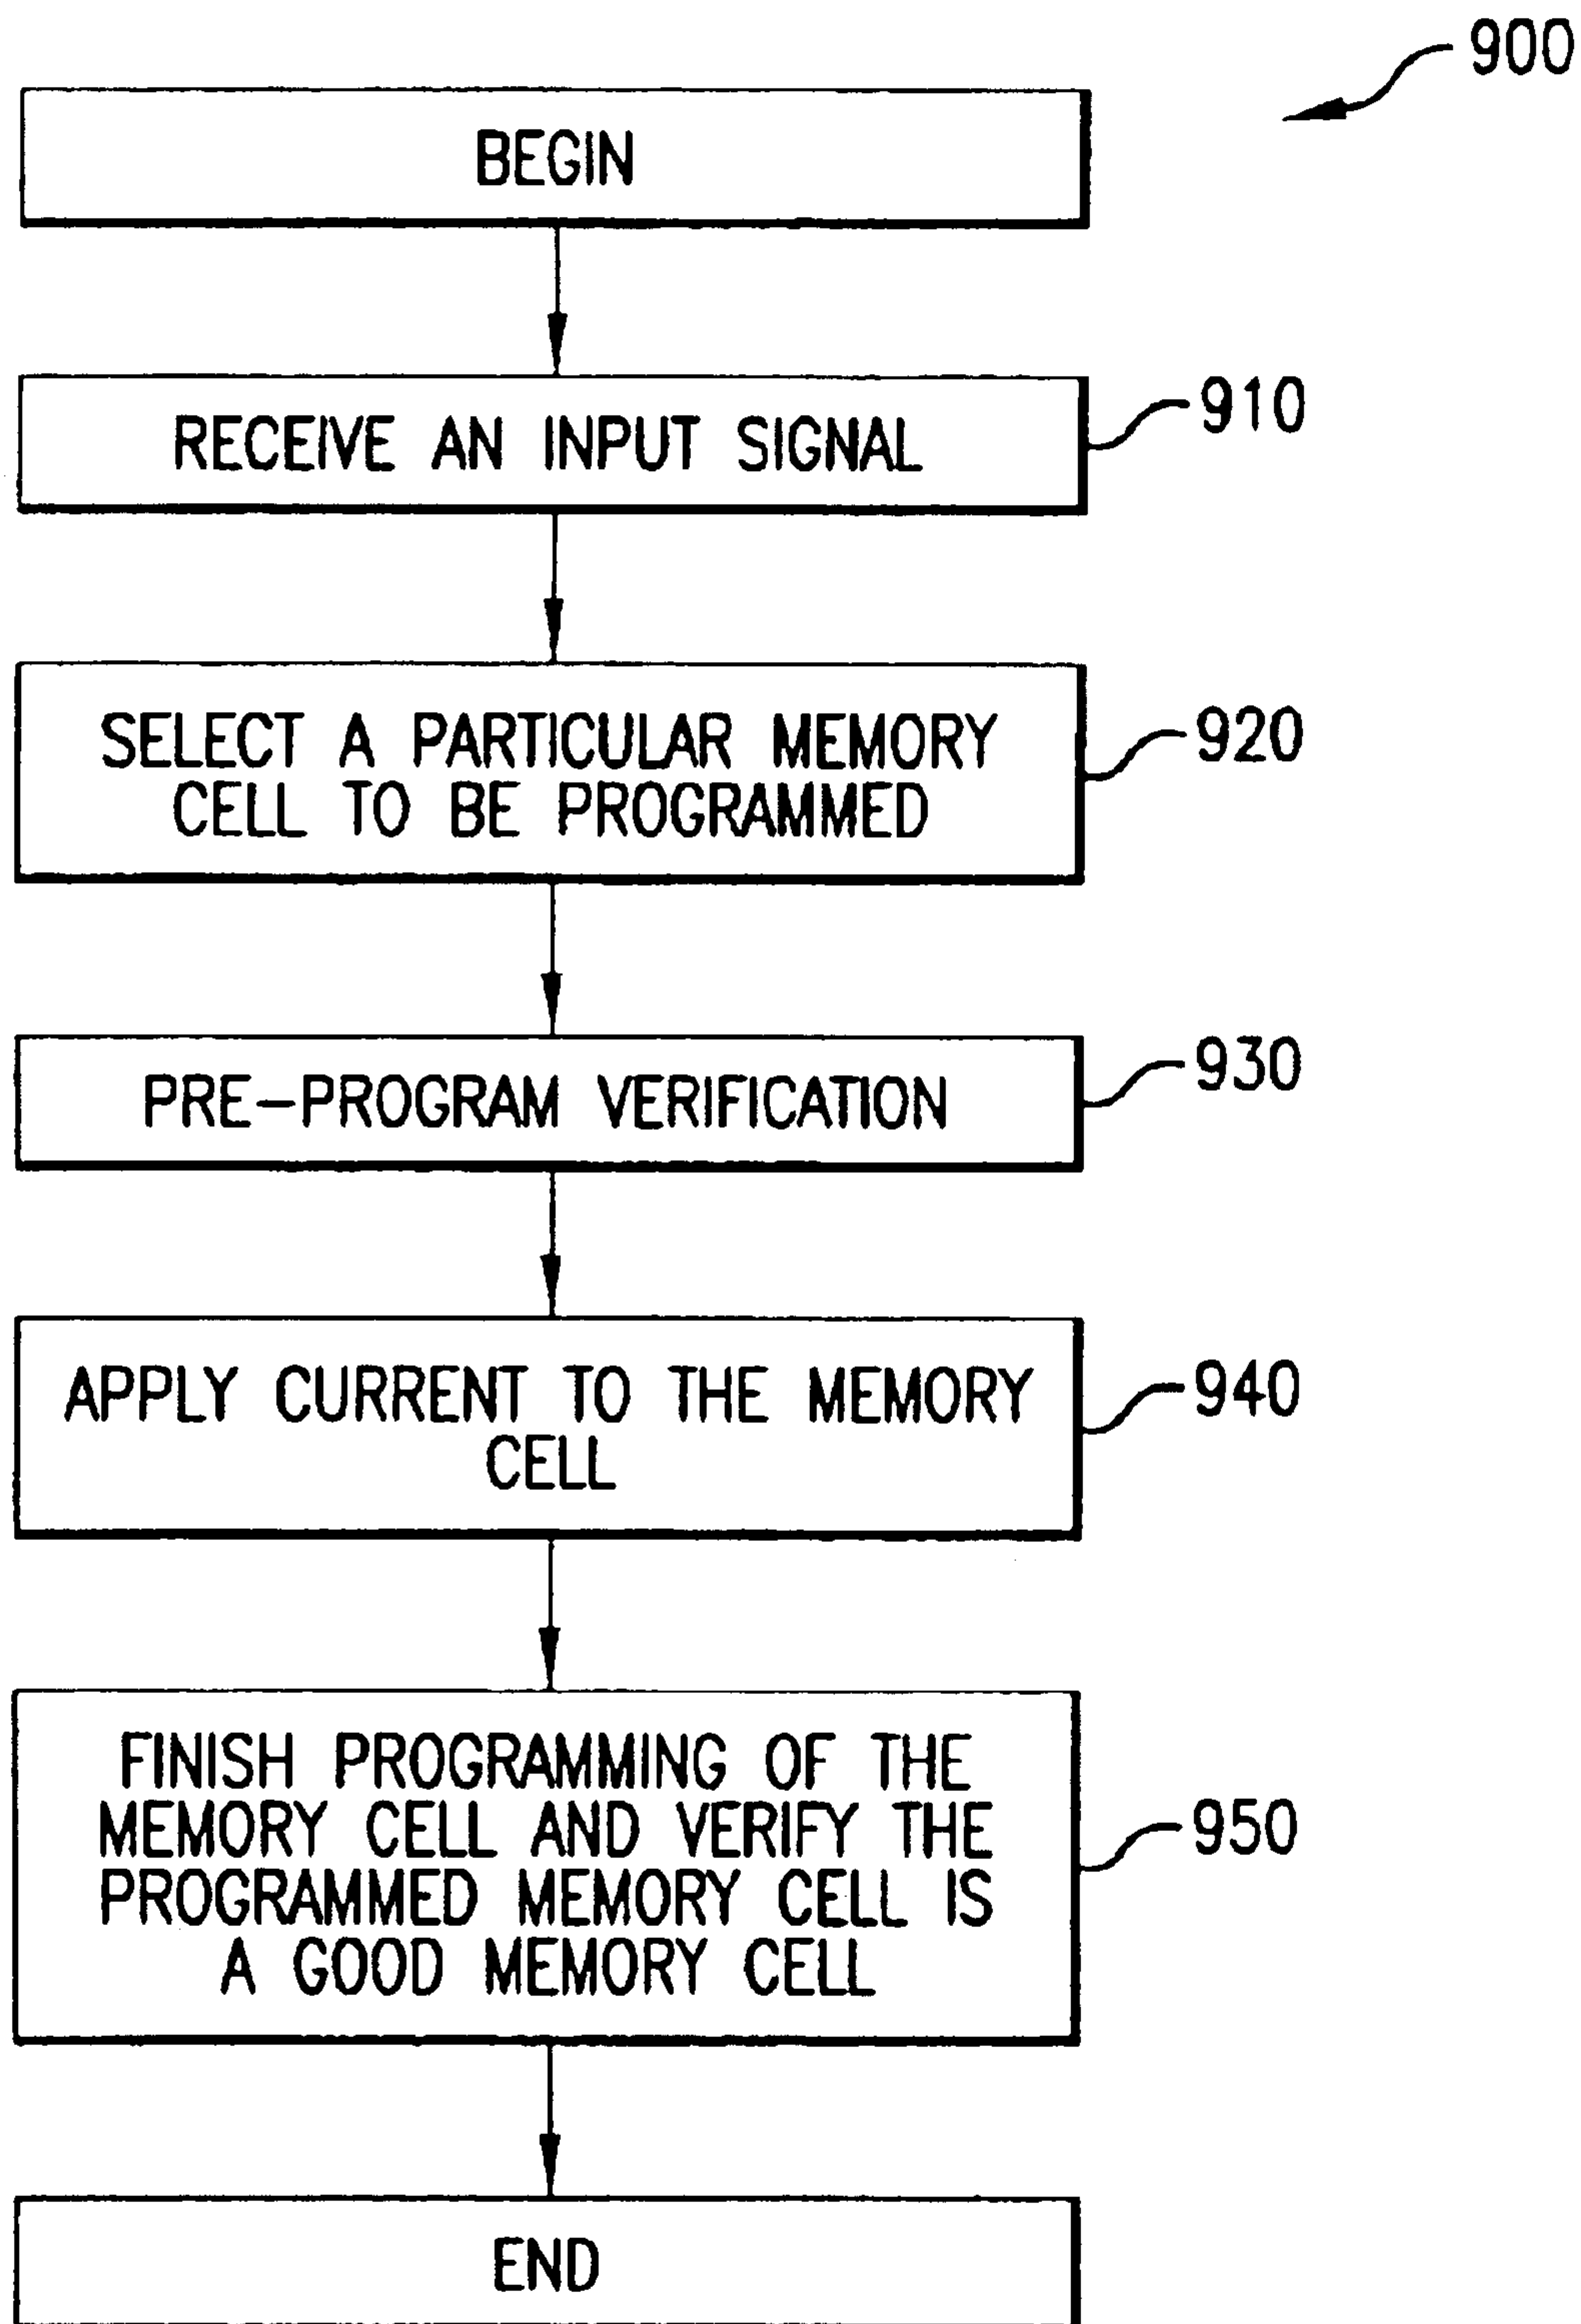 900
BEGIN
RECEIVE AN INPUT SIGNAL
910
SELECT A PARTICULAR MEMORY
CELL TO BE PROGRAMMED
920
PRE-PROGRAM VERIFICATION
930
APPLY CURRENT TO THE MEMORY
CELL
940
FINISH PROGRAMMING OF THE
MEMORY CELL AND VERIFY THE
PROGRAMMED MEMORY CELL IS
A GOOD MEMORY CELL
950
END